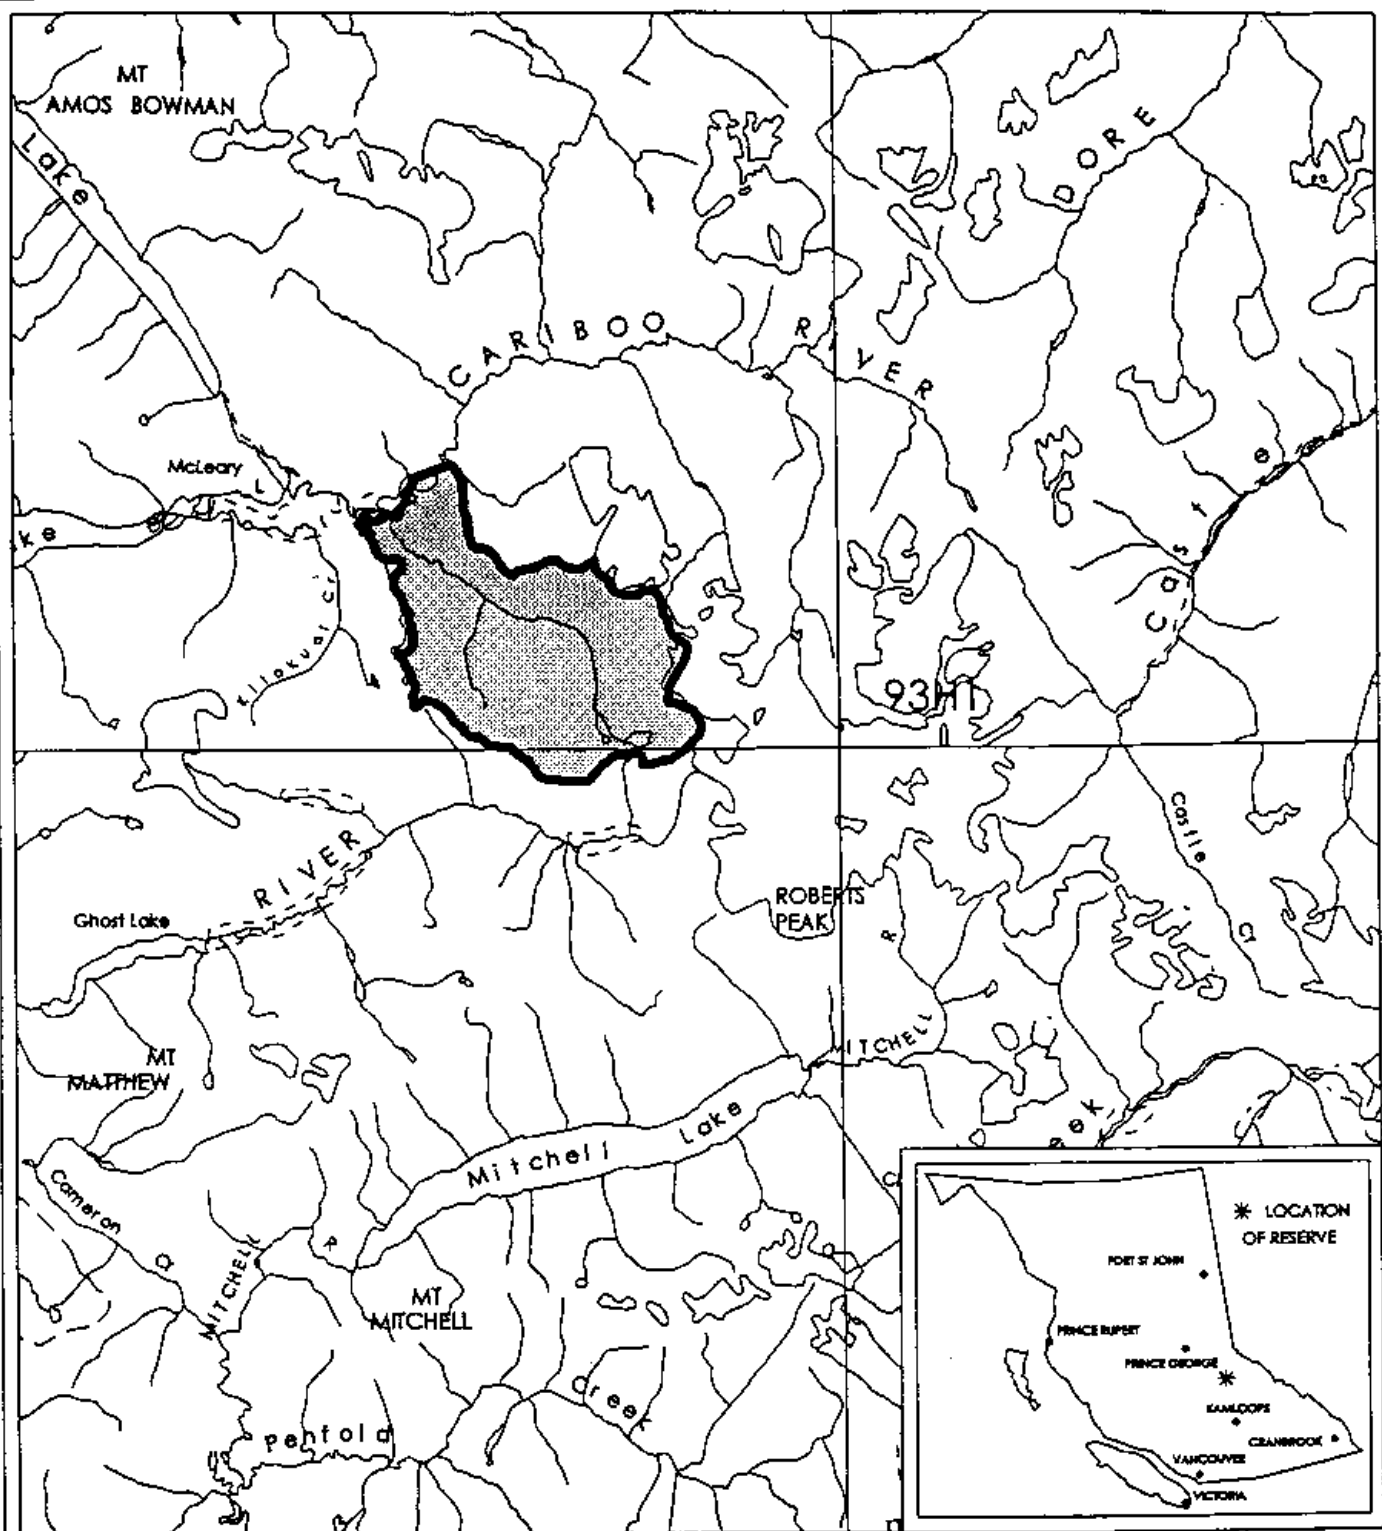 MT
AMOS BOWMAN
Lake
DORE
CARIBOO RIVER
McLeary
L
ke
Castle
Kilakuai Cr
93H1
Castle
RIVER
ROBERTS
PEAK
Ghost Lake
R
Cr
MITCHELL
MT
MATTHEW
eek
Mitchell Lake
Cameron
Cr
MITCHELL
R
MT
MITCHELL
Creek
Penfold
LOCATION
OF RESERVE
FORT ST JOHN
PRINCE RUPERT
PRINCE GEORGE
KAMLOOPS
CRANBROOK
VANCOUVER
VICTORIA